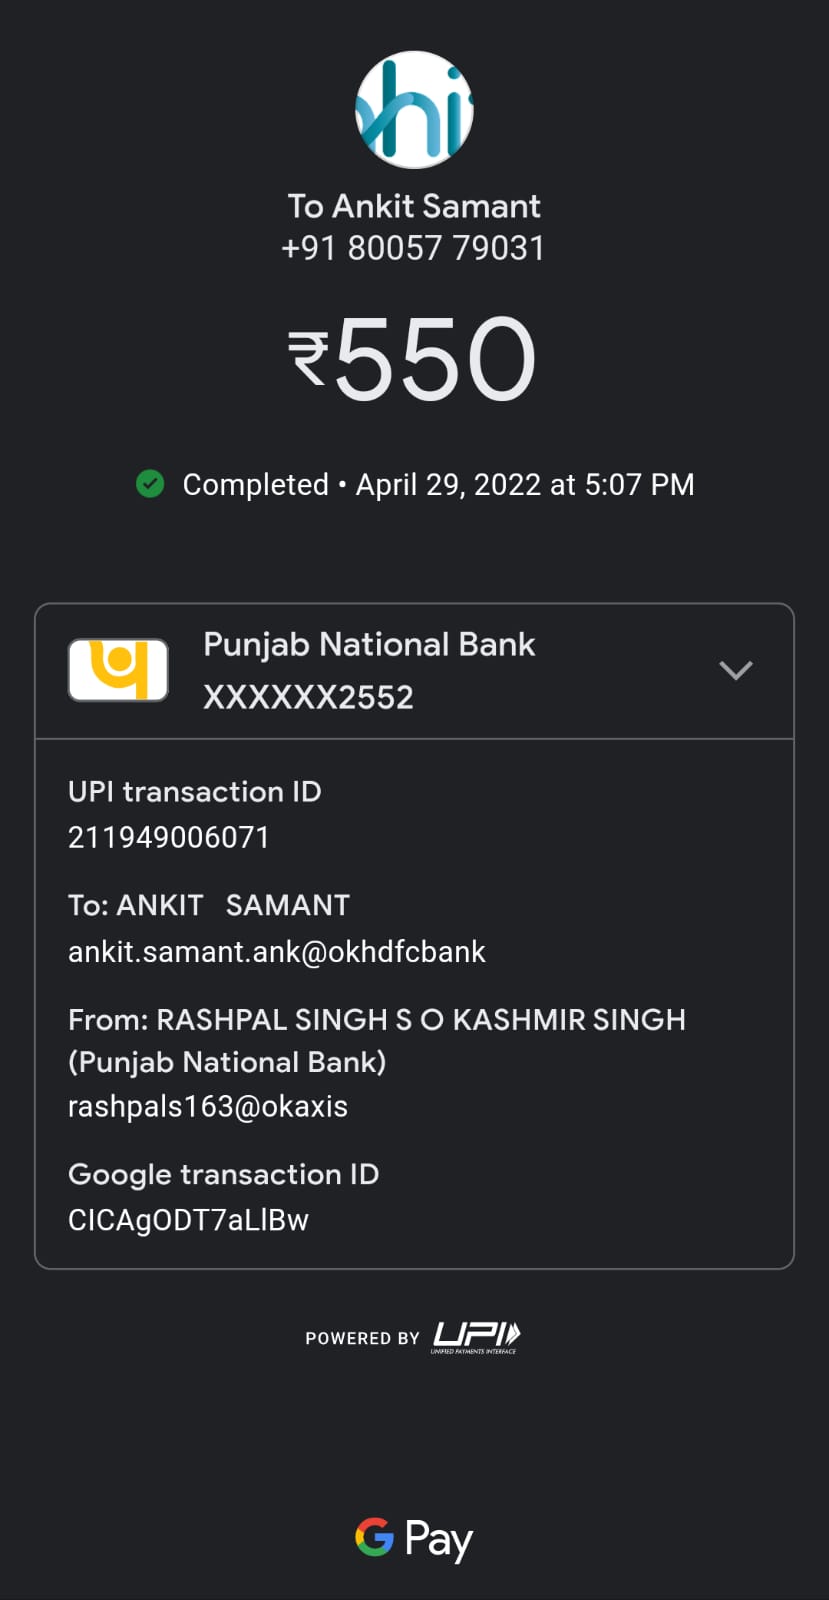 hi
To Ankit Samant
+91 80057 79031
₹550
Completed • April 29, 2022 at 5:07 PM
Punjab National Bank
XXXXXX2552
UPI transaction ID
211949006071
To: ANKIT   SAMANT
ankit.samant.ank@okhdfcbank
From: RASHPAL SINGH S O KASHMIR SINGH
(Punjab National Bank)
rashpals163@okaxis
Google transaction ID
CICAgODT7aLlBw
POWERED BY UPI
UNIFIED PAYMENTS INTERFACE
G Pay